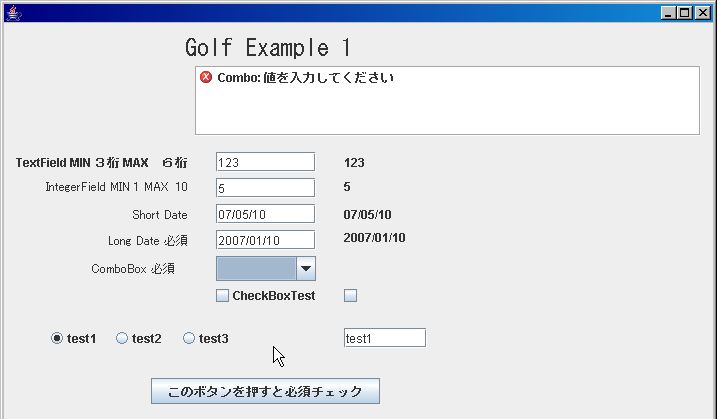 Golf Example 1
Combo: 値を入力してください
TextField MIN 3桁 MAX 6桁 123 123
IntegerField MIN 1 MAX 10 5 5
Short Date 07/05/10 07/05/10
Long Date 必須 2007/01/10 2007/01/10
ComboBox 必須
CheckBoxTest
test1 test2 test3 test1
このボタンを押すと必須チェック